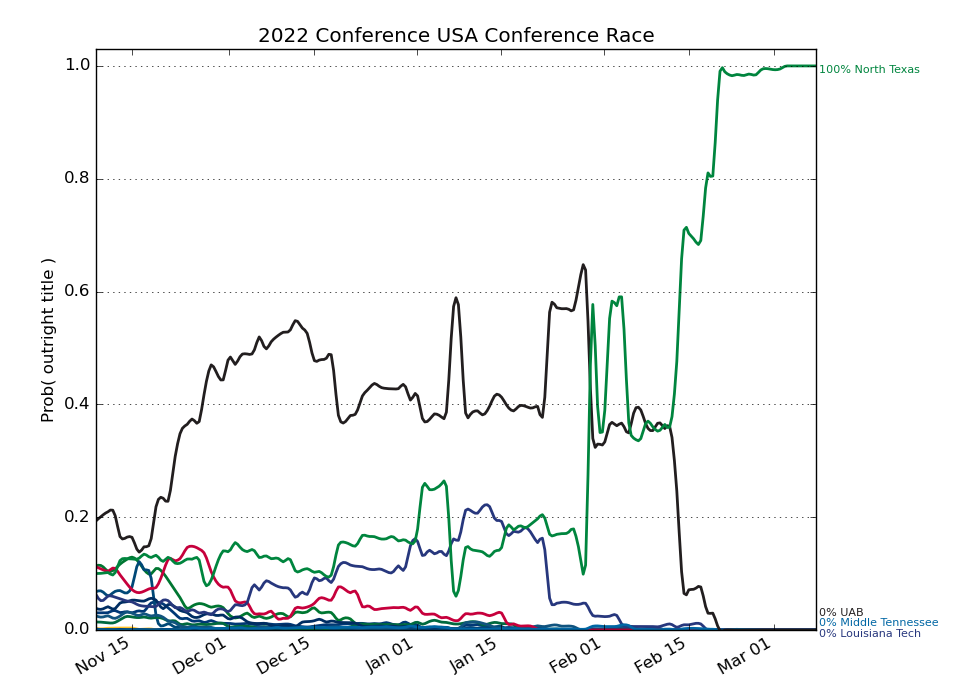 2022 Conference USA Conference Race
Prob( outright title )
1.0
0.8
0.6
0.4
0.2
0.0
Nov 15
Dec 01
Dec 15
Jan 01
Jan 15
Feb 01
Feb 15
Mar 01
100% North Texas
0% UAB
0% Middle Tennessee
0% Louisiana Tech